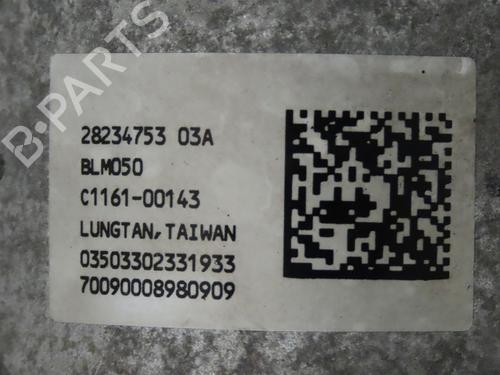 28234753 03A
BLM050
C1161-00143
LUNGTAN, TAIWAN
03503302331933
70090008980909
B-PARTS